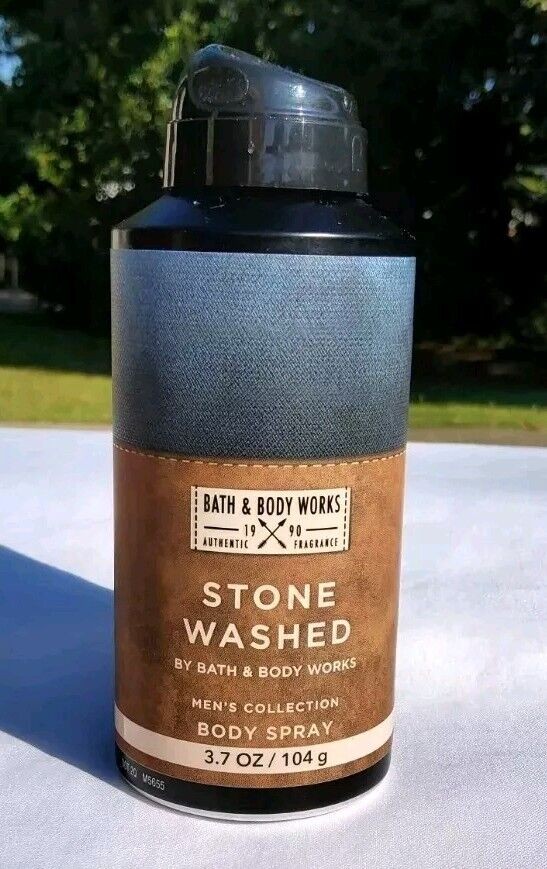 BATH & BODY WORKS
19 90
AUTHENTIC FRAGRANCE
STONE
WASHED
BY BATH & BODY WORKS
MEN'S COLLECTION
BODY SPRAY
3.7 OZ / 104 g
M5655